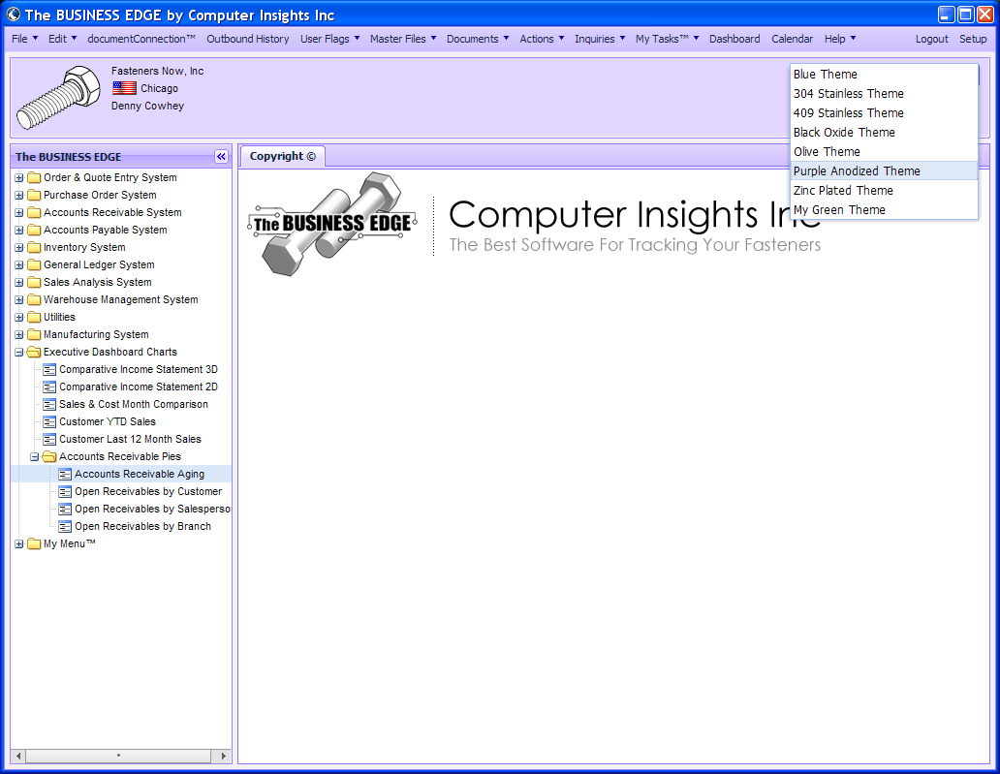 The BUSINESS EDGE by Computer Insights Inc
File Edit documentConnection™ Outbound History User Flags Master Files Documents Actions Inquiries My Tasks™ Dashboard Calendar Help Logout Setup
Fasteners Now, Inc
Chicago
Denny Cowhey
Blue Theme
304 Stainless Theme
409 Stainless Theme
Black Oxide Theme
Olive Theme
Purple Anodized Theme
Zinc Plated Theme
My Green Theme
The BUSINESS EDGE
Order & Quote Entry System
Purchase Order System
Accounts Receivable System
Accounts Payable System
Inventory System
General Ledger System
Sales Analysis System
Warehouse Management System
Utilities
Manufacturing System
Executive Dashboard Charts
Comparative Income Statement 3D
Comparative Income Statement 2D
Sales & Cost Month Comparison
Customer YTD Sales
Customer Last 12 Month Sales
Accounts Receivable Pies
Accounts Receivable Aging
Open Receivables by Customer
Open Receivables by Salesperso
Open Receivables by Branch
My Menu™
Copyright ©
The BUSINESS EDGE
Computer Insights Inc
The Best Software For Tracking Your Fasteners